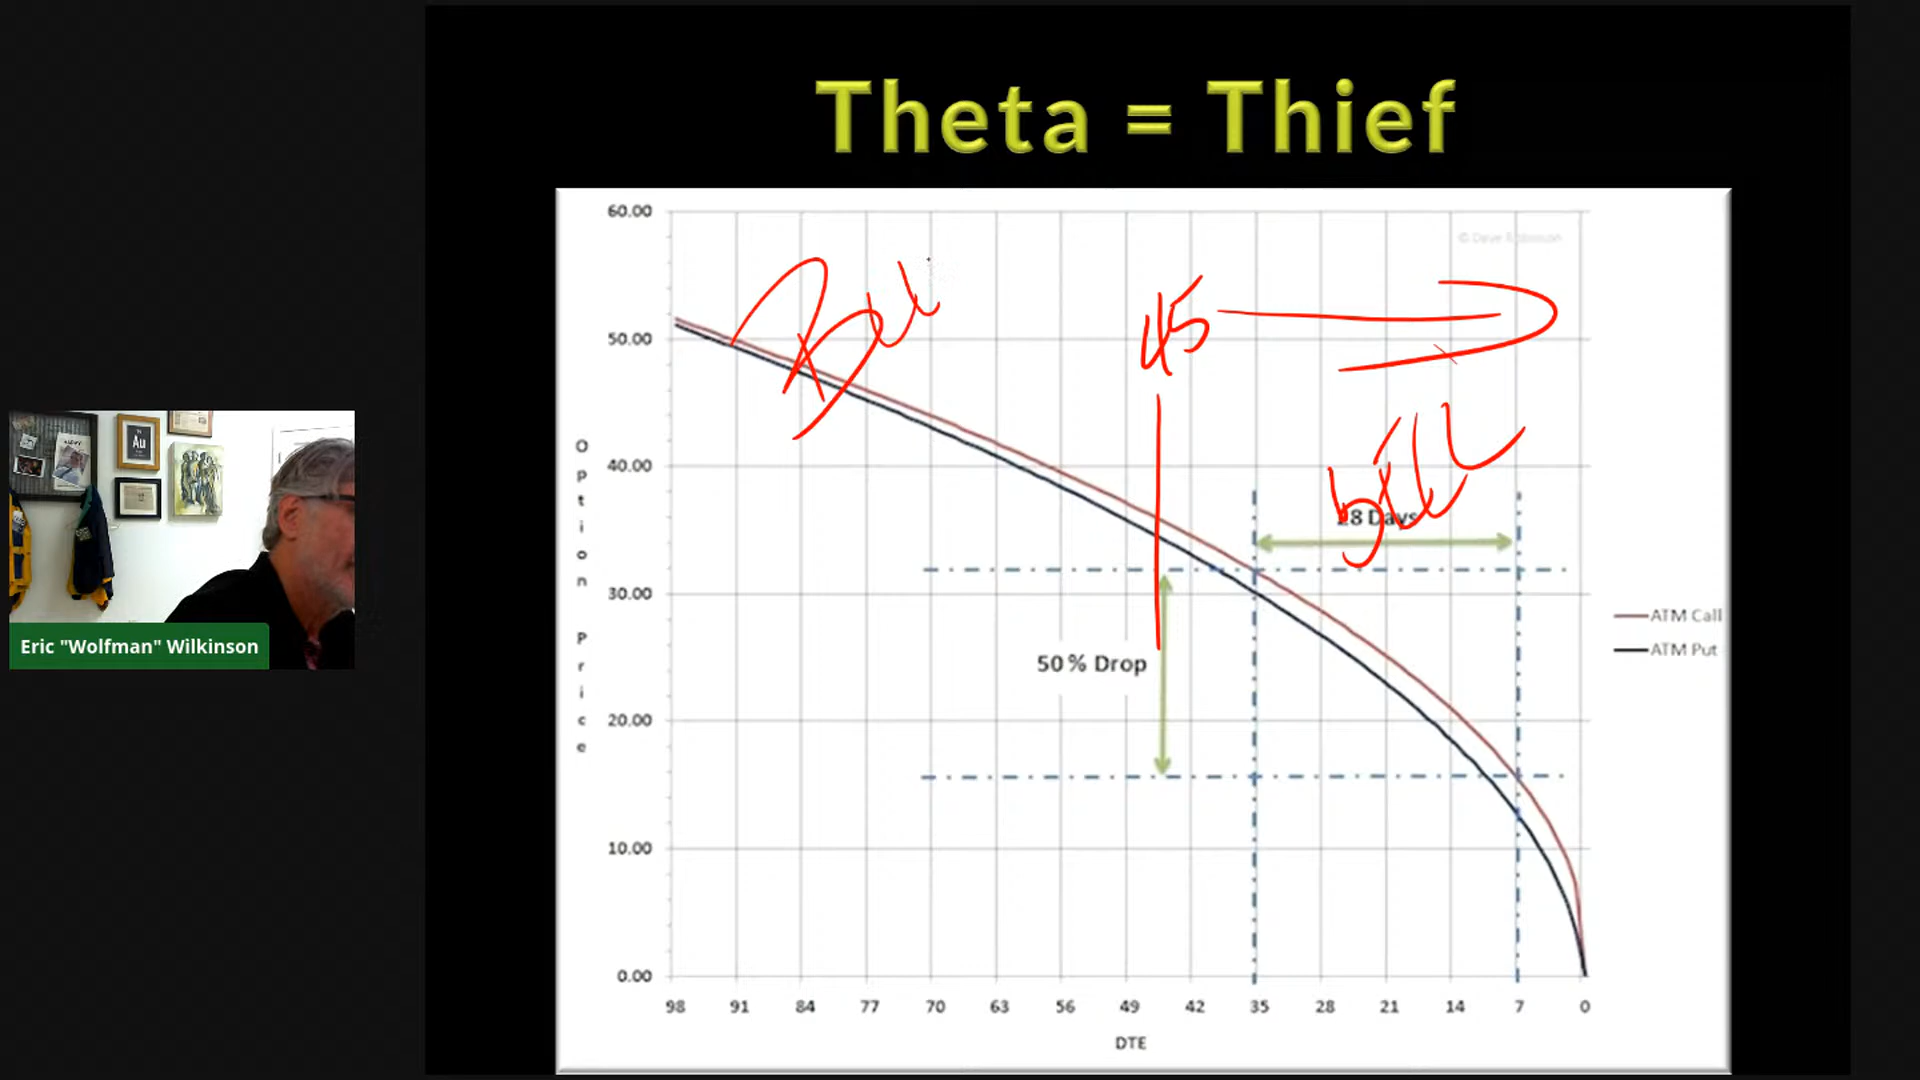 Theta = Thief
© Dave Robinson
60.00
50.00
40.00
30.00
20.00
10.00
0.00
Option Price
45
28 Days
50% Drop
ATM Call
ATM Put
98 91 84 77 70 63 56 49 42 35 28 21 14 7 0
DTE
Au
Eric "Wolfman" Wilkinson